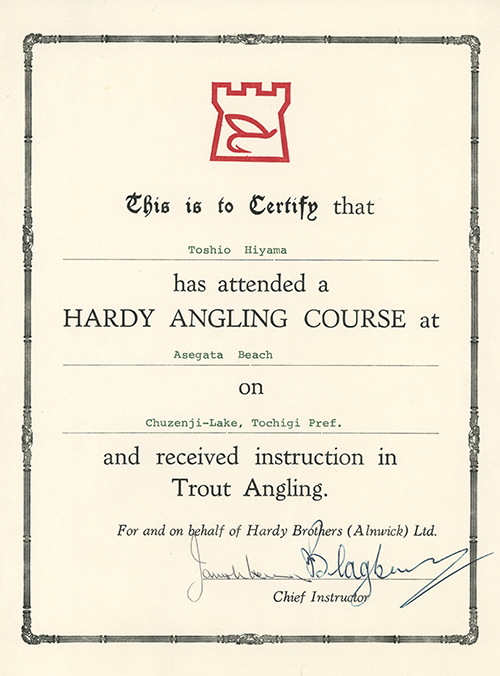 This is to Certify that
Toshio Hiyama
has attended a
HARDY ANGLING COURSE at
Asegata Beach
on
Chuzenji-Lake, Tochigi Pref.
and received instruction in
Trout Angling.
For and on behalf of Hardy Brothers (Alnwick) Ltd.
Chief Instructor